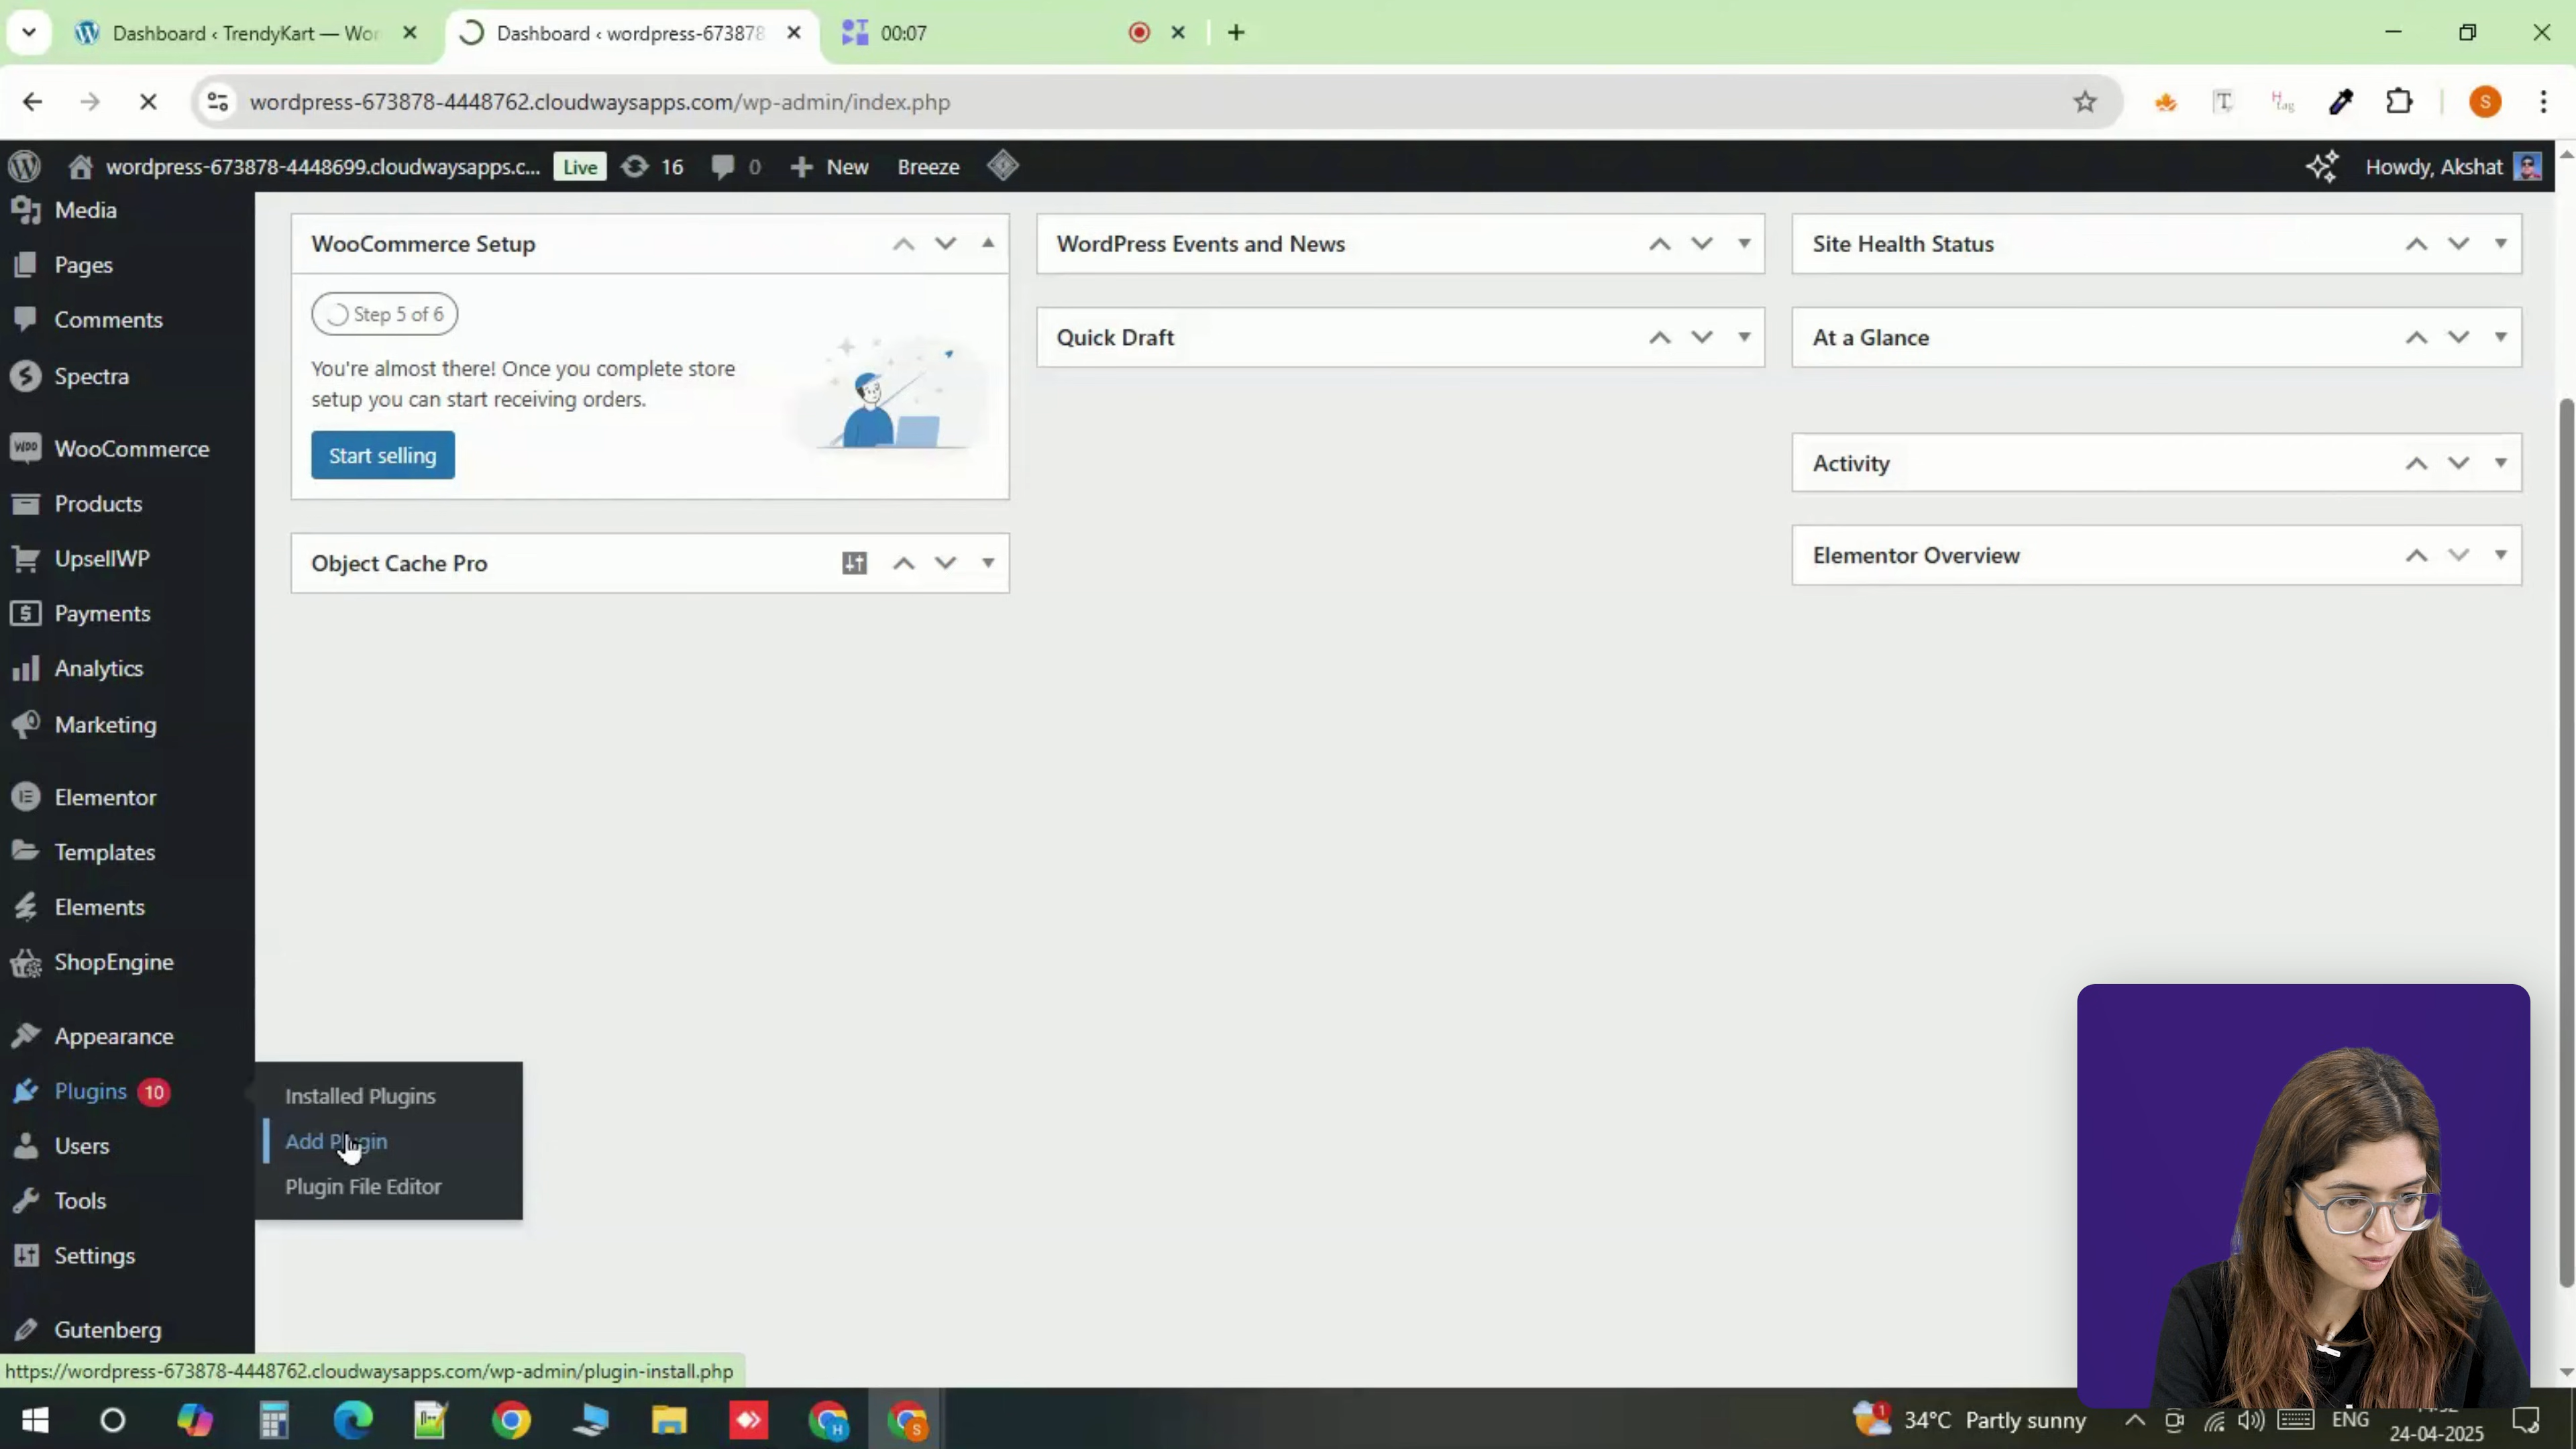 Dashboard ‹ TrendyKart — Wor
Dashboard ‹ wordpress-673878
00:07
wordpress-673878-4448762.cloudwaysapps.com/wp-admin/index.php
T
H
tag
S
wordpress-673878-4448699.cloudwaysapps.c...
Live
16
0
New
Breeze
Howdy, Akshat
Media
Pages
Comments
Spectra
WooCommerce
Products
UpsellWP
Payments
Analytics
Marketing
Elementor
Templates
Elements
ShopEngine
Appearance
Plugins 10
Users
Tools
Settings
Gutenberg
WooCommerce Setup
Step 5 of 6
You're almost there! Once you complete store
setup you can start receiving orders.
Start selling
Object Cache Pro
WordPress Events and News
Quick Draft
Site Health Status
At a Glance
Activity
Elementor Overview
Installed Plugins
Add Plugin
Plugin File Editor
https://wordpress-673878-4448762.cloudwaysapps.com/wp-admin/plugin-install.php
1
34°C Partly sunny
ENG
24-04-2025